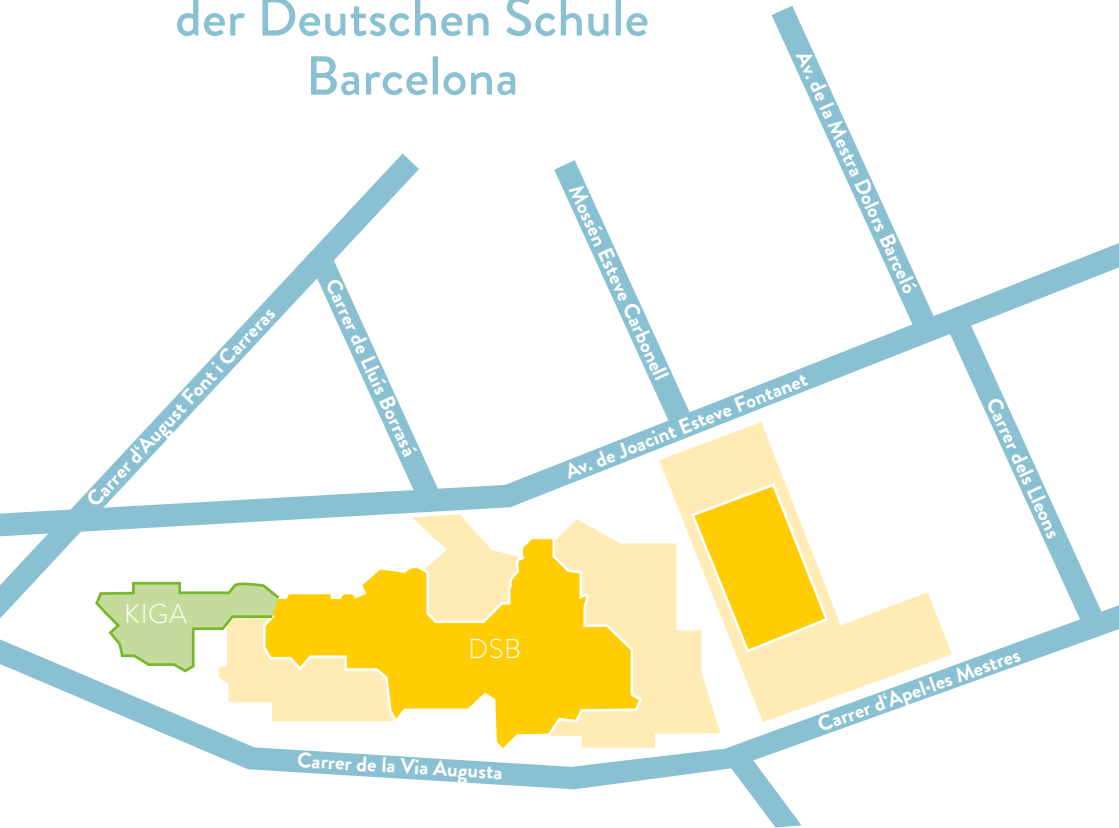 der Deutschen Schule
Barcelona
Av. de la Mestra Dolors Barceló
Mossén Esteve Carbonell
Carrer de Lluís Borrasà
Carrer d'August Font i Carreras
Av. de Joacint Esteve Fontanet
Carrer dels Lleons
KIGA
DSB
Carrer d'Apel·les Mestres
Carrer de la Via Augusta